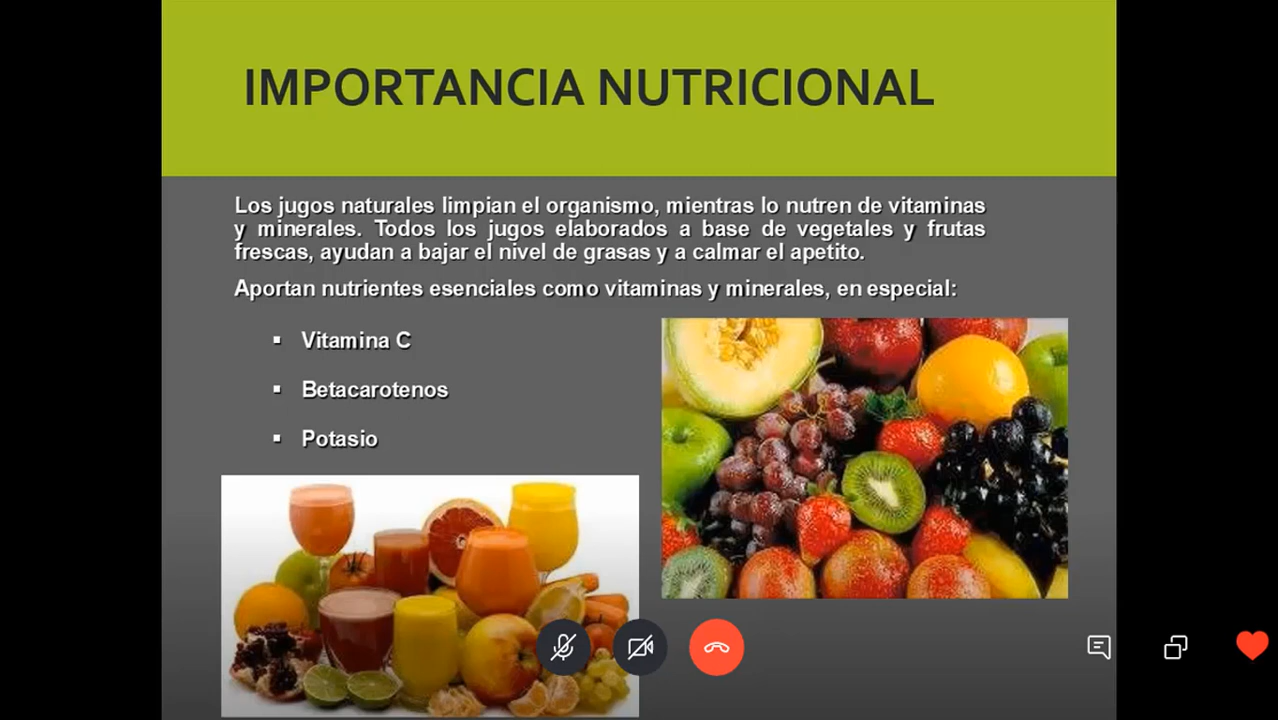 IMPORTANCIA NUTRICIONAL
Los jugos naturales limpian el organismo, mientras lo nutren de vitaminas
y minerales. Todos los jugos elaborados a base de vegetales y frutas
frescas, ayudan a bajar el nivel de grasas y a calmar el apetito.
Aportan nutrientes esenciales como vitaminas y minerales, en especial:
▪ Vitamina C
▪ Betacarotenos
▪ Potasio